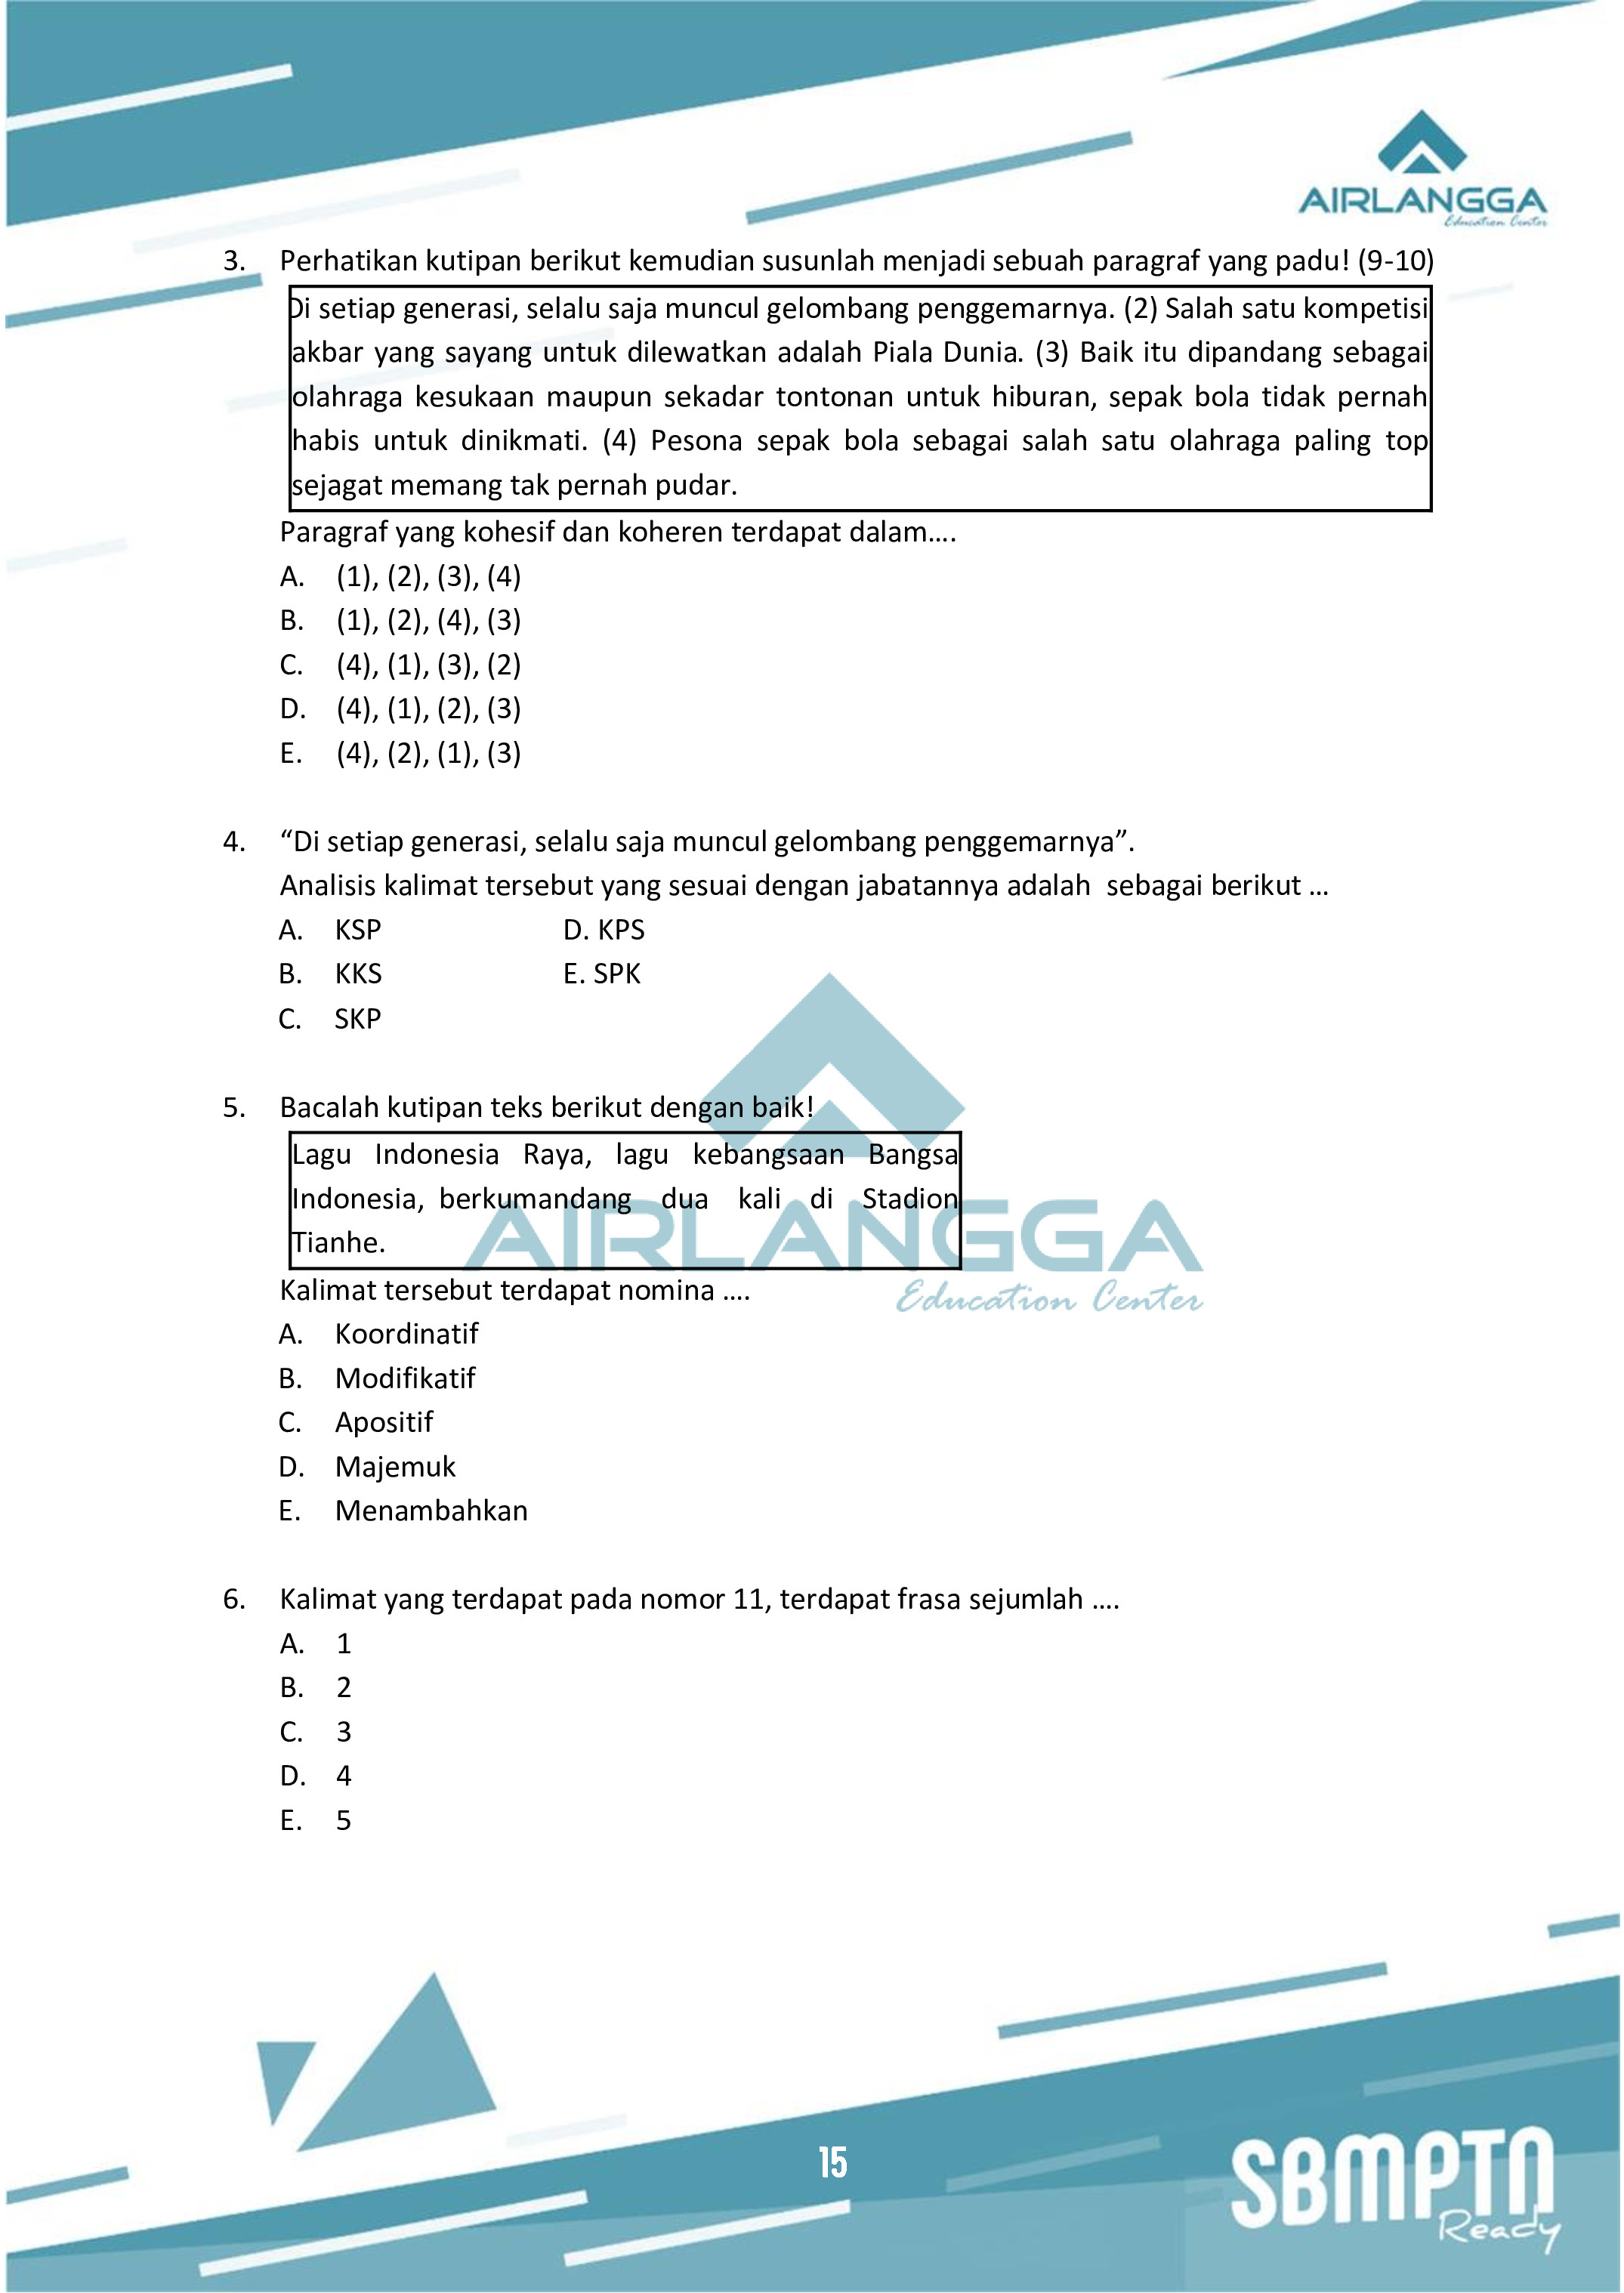 AIRLANGGA
Education Center
3. Perhatikan kutipan berikut kemudian susunlah menjadi sebuah paragraf yang padu! (9-10)
Di setiap generasi, selalu saja muncul gelombang penggemarnya. (2) Salah satu kompetisi
akbar yang sayang untuk dilewatkan adalah Piala Dunia. (3) Baik itu dipandang sebagai
olahraga kesukaan maupun sekadar tontonan untuk hiburan, sepak bola tidak pernah
habis untuk dinikmati. (4) Pesona sepak bola sebagai salah satu olahraga paling top
sejagat memang tak pernah pudar.
Paragraf yang kohesif dan koheren terdapat dalam....
A. (1), (2), (3), (4)
B. (1), (2), (4), (3)
C. (4), (1), (3), (2)
D. (4), (1), (2), (3)
E. (4), (2), (1), (3)
4. “Di setiap generasi, selalu saja muncul gelombang penggemarnya”.
Analisis kalimat tersebut yang sesuai dengan jabatannya adalah sebagai berikut ...
A. KSP D. KPS
B. KKS E. SPK
C. SKP
5. Bacalah kutipan teks berikut dengan baik!
Lagu Indonesia Raya, lagu kebangsaan Bangsa
Indonesia, berkumandang dua kali di Stadion
Tianhe.
AIRLANGGA
Education Center
Kalimat tersebut terdapat nomina ....
A. Koordinatif
B. Modifikatif
C. Apositif
D. Majemuk
E. Menambahkan
6. Kalimat yang terdapat pada nomor 11, terdapat frasa sejumlah ....
A. 1
B. 2
C. 3
D. 4
E. 5
15
SBMPTN
Ready